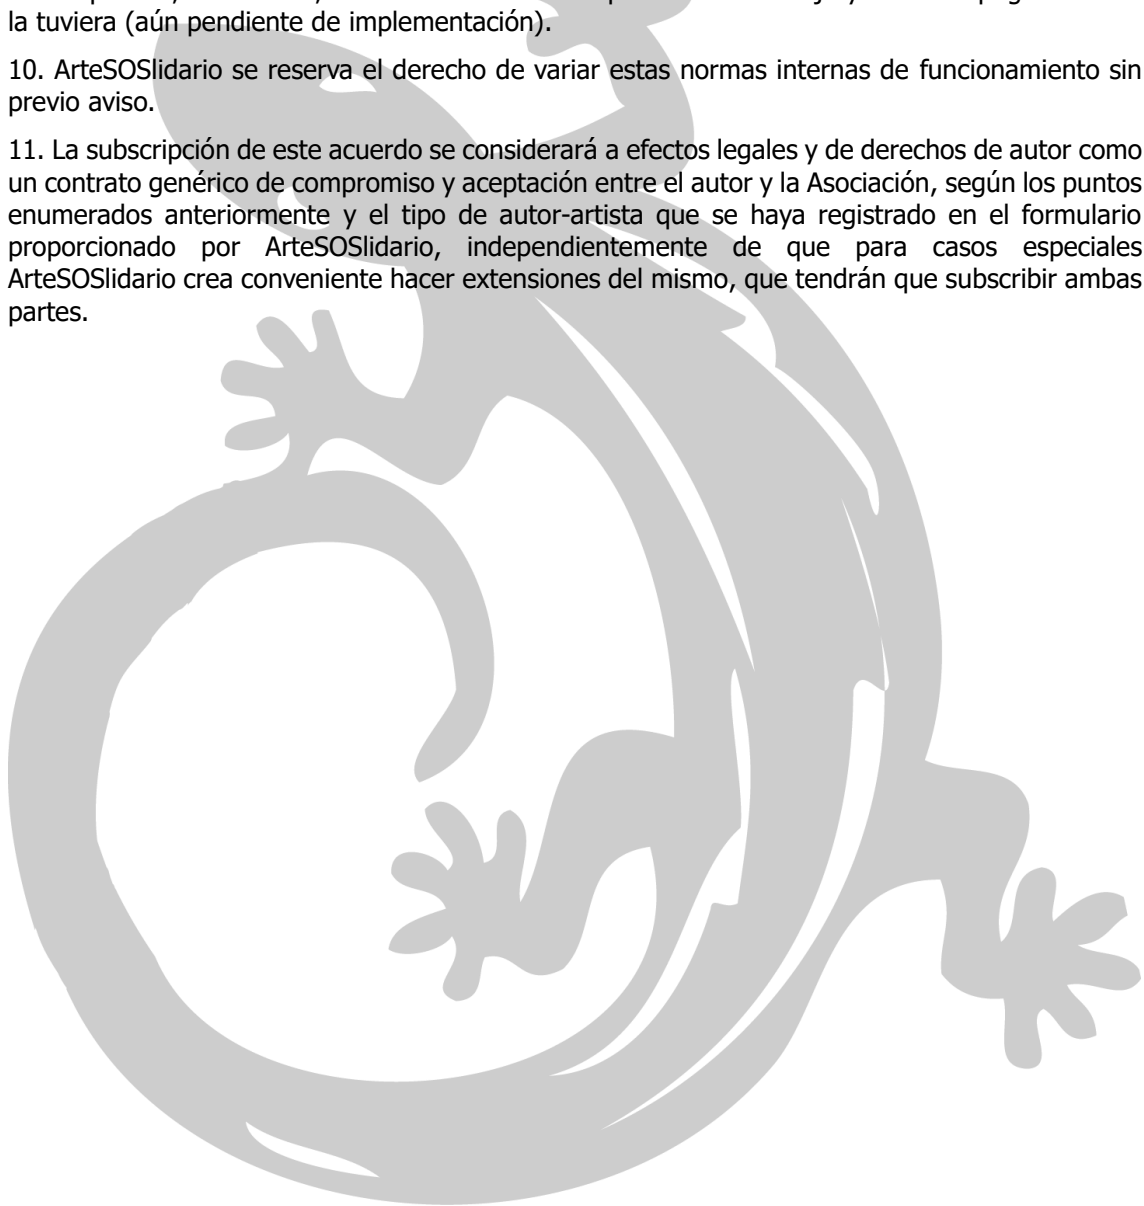 la tuviera (aún pendiente de implementación).
10. ArteSOSlidario se reserva el derecho de variar estas normas internas de funcionamiento sin
previo aviso.
11. La subscripción de este acuerdo se considerará a efectos legales y de derechos de autor como
un contrato genérico de compromiso y aceptación entre el autor y la Asociación, según los puntos
enumerados anteriormente y el tipo de autor-artista que se haya registrado en el formulario
proporcionado por ArteSOSlidario, independientemente de que para casos especiales
ArteSOSlidario crea conveniente hacer extensiones del mismo, que tendrán que subscribir ambas
partes.